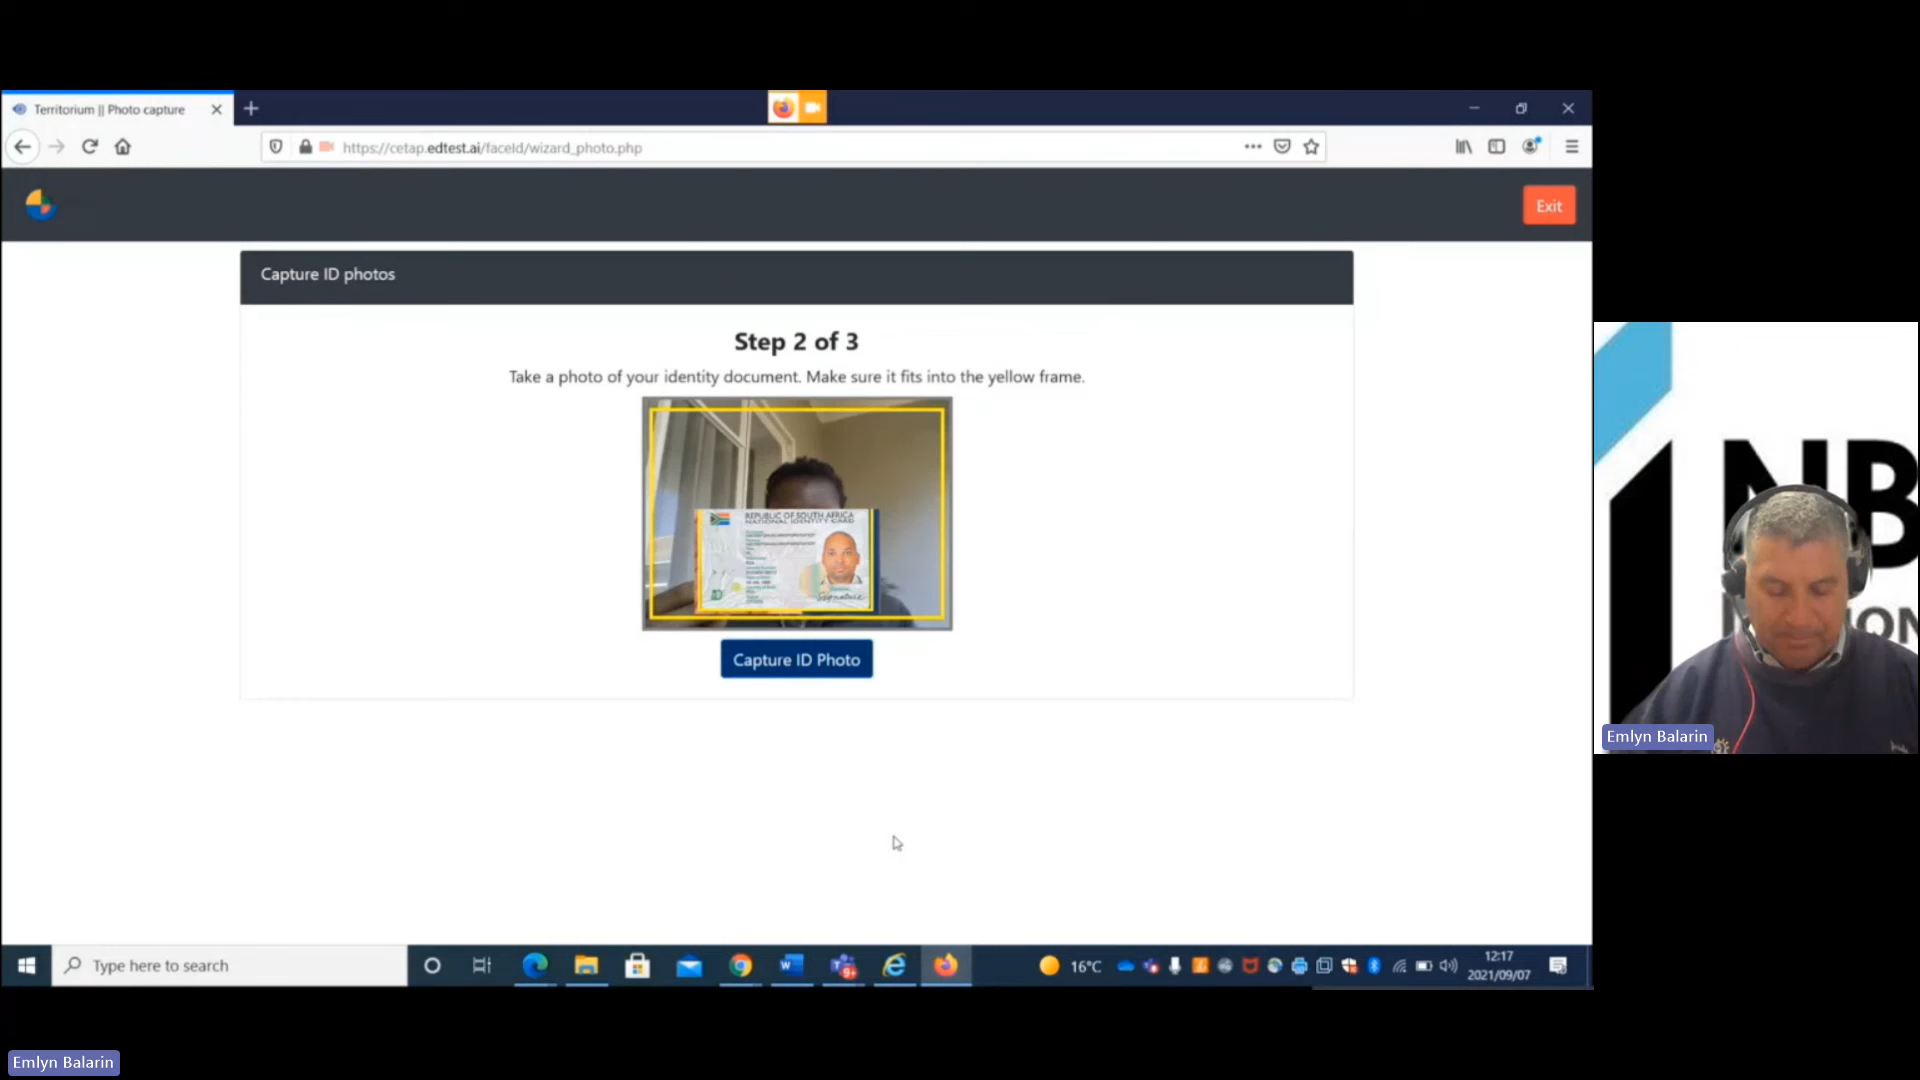 Territorium || Photo capture
https://cetap.edtest.ai/faceId/wizard_photo.php
Exit
Capture ID photos
Step 2 of 3
Take a photo of your identity document. Make sure it fits into the yellow frame.
REPUBLIC OF SOUTH AFRICA
NATIONAL IDENTITY CARD
Signature
Capture ID Photo
NB
Emlyn Balarin
Type here to search
16°C
12:17
2021/09/07
Emlyn Balarin